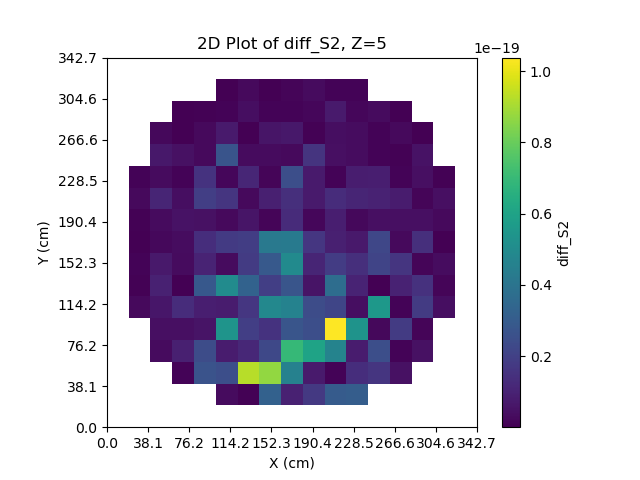 2D Plot of diff_S2, Z=5
1e−19
342.7
304.6
266.6
228.5
190.4
152.3
114.2
76.2
38.1
0.0
Y (cm)
0.0 38.1 76.2 114.2 152.3 190.4 228.5 266.6 304.6 342.7
X (cm)
1.0
0.8
0.6
0.4
0.2
diff_S2